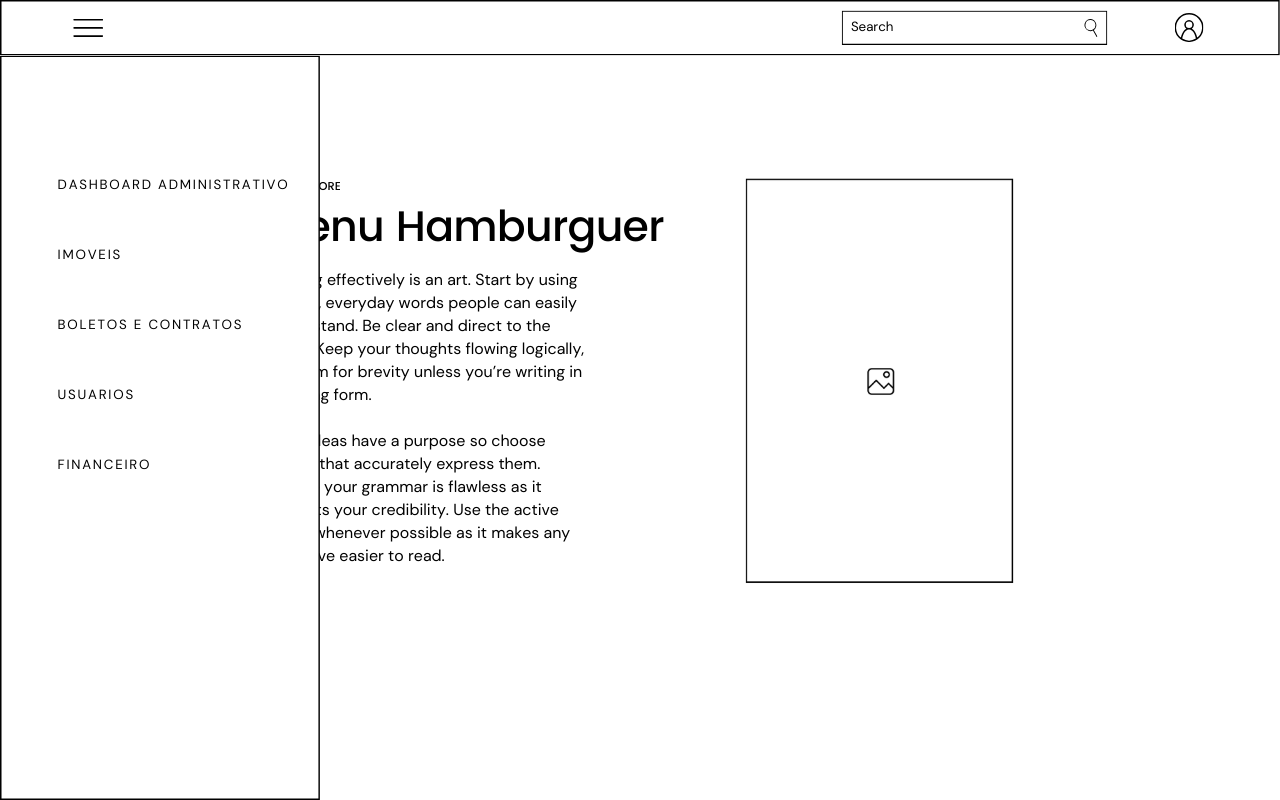 Search
DASHBOARD ADMINISTRATIVO
IMOVEIS
BOLETOS E CONTRATOS
USUARIOS
FINANCEIRO
ORE
enu Hamburguer
effectively is an art. Start by using
everyday words people can easily
tand. Be clear and direct to the
Keep your thoughts flowing logically,
m for brevity unless you’re writing in
g form.
leas have a purpose so choose
that accurately express them.
your grammar is flawless as it
ts your credibility. Use the active
whenever possible as it makes any
ve easier to read.